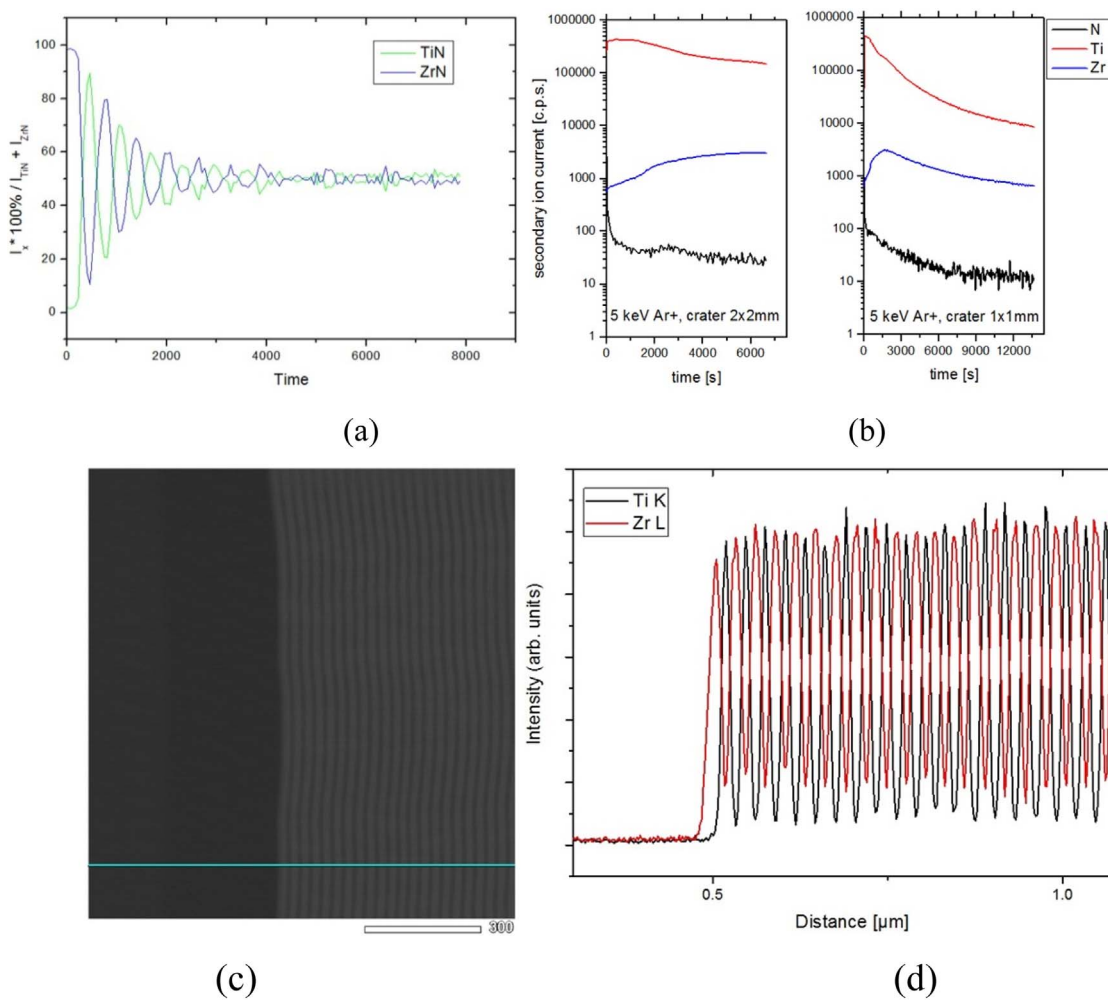 TiN
ZrN
100
80
60
40
20
0
I_x * 100% / I_TiN + I_ZrN
0 2000 4000 6000 8000
Time
(a)
1000000
100000
10000
1000
100
10
1
secondary ion current [c.p.s.]
5 keV Ar+, crater 2x2mm
0 2000 4000 6000
time [s]
1000000
100000
10000
1000
100
10
1
5 keV Ar+, crater 1x1mm
0 3000 6000 9000 12000
time [s]
N
Ti
Zr
(b)
300
(c)
Ti K
Zr L
Intensity (arb. units)
0.5 1.0
Distance [µm]
(d)